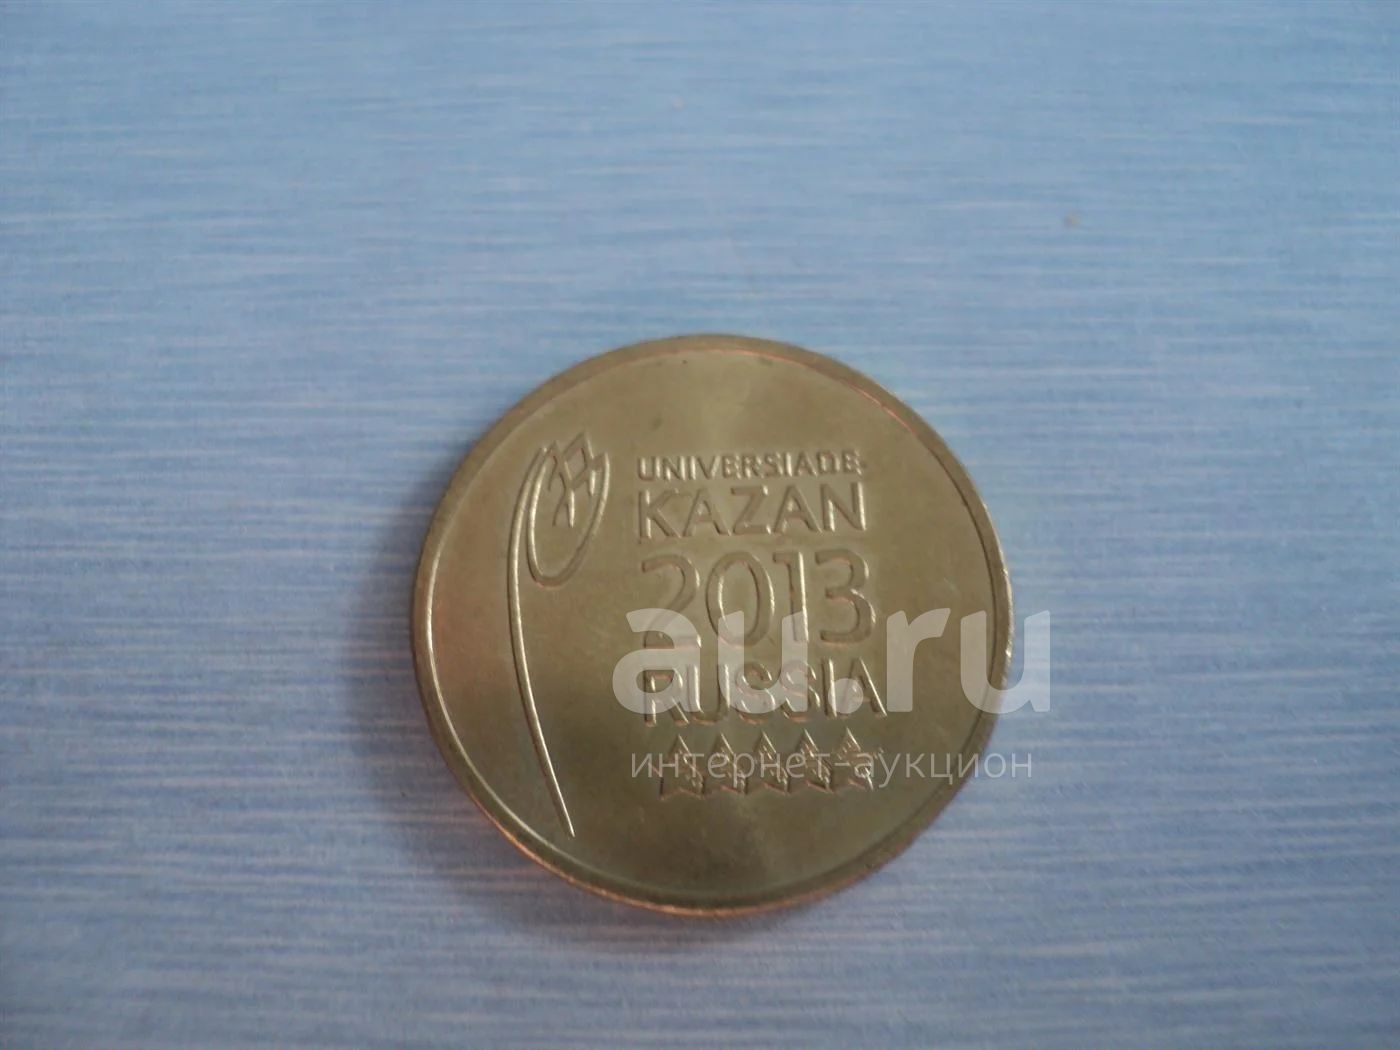 UNIVERSIADE
KAZAN
2013
RUSSIA
au.ru
интернет-аукцион